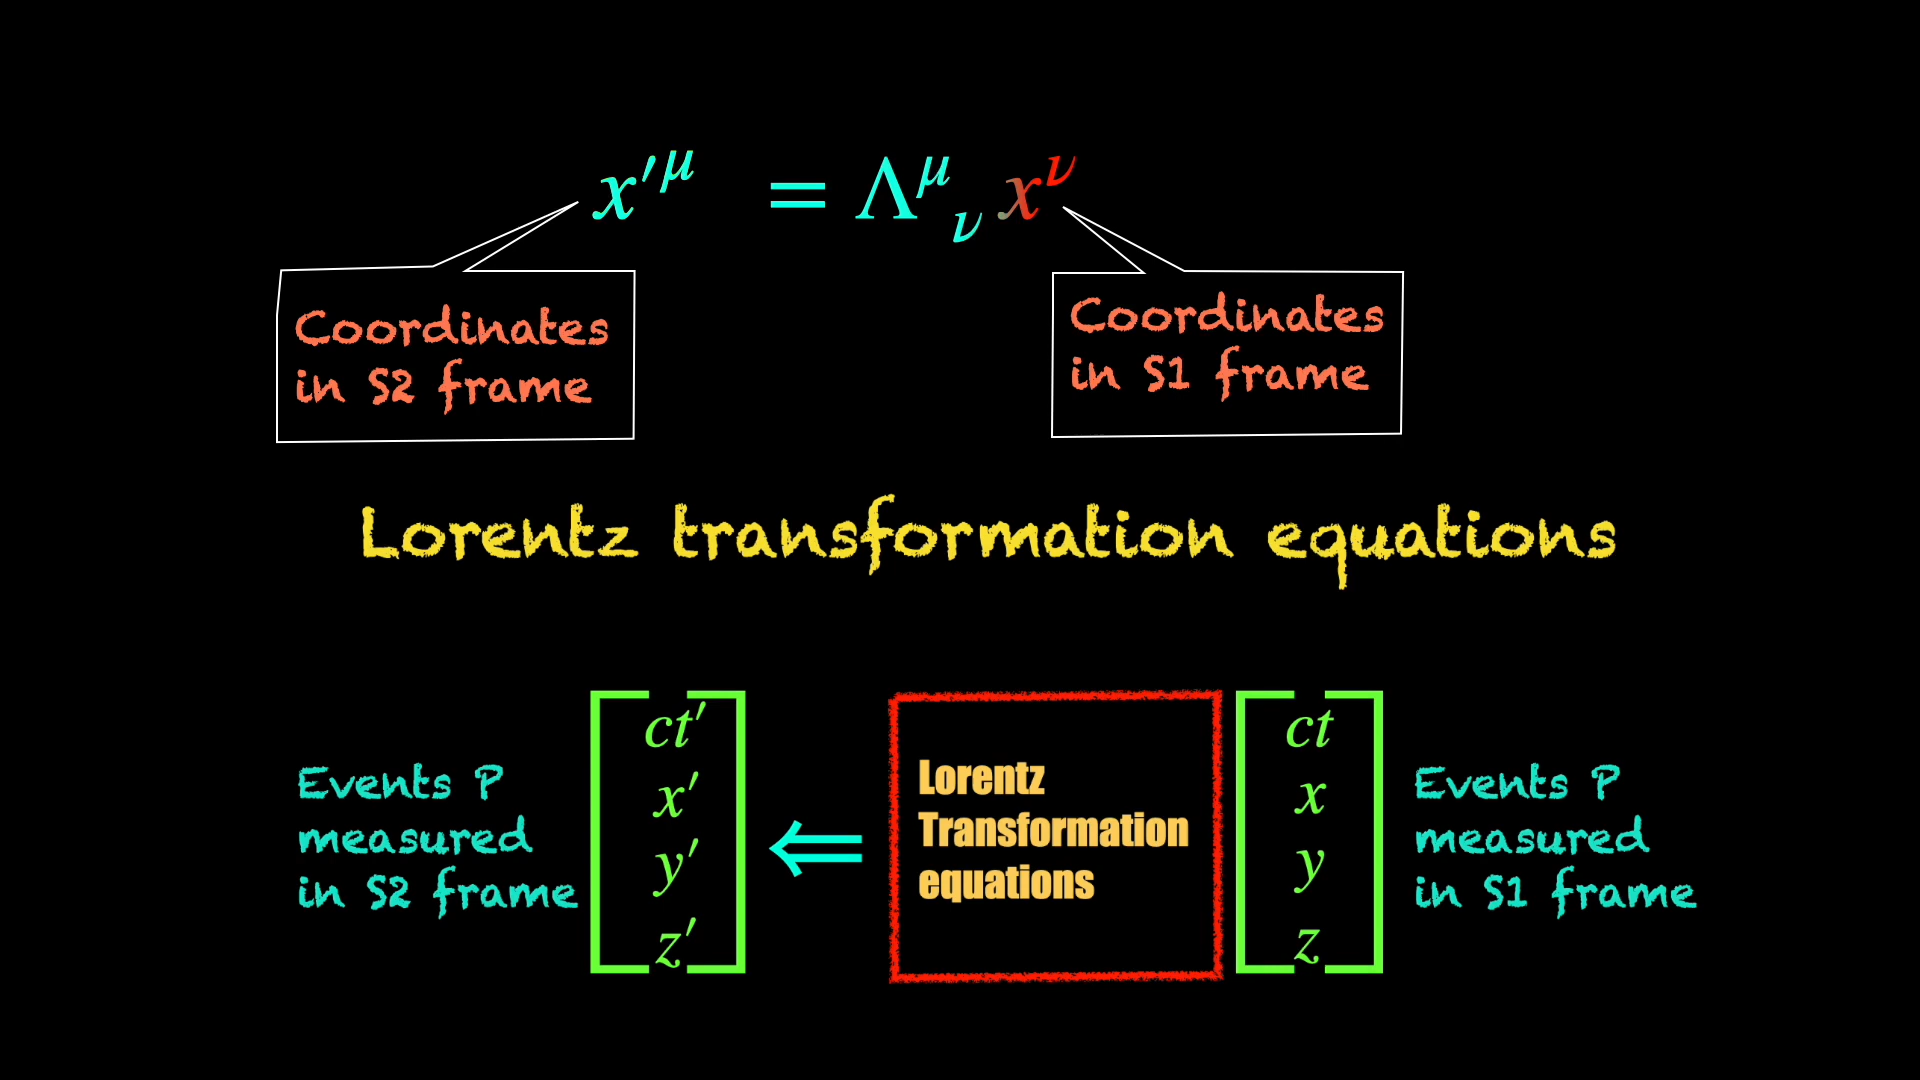 x′^μ = Λ^μ_ν x^ν
Coordinates
in S2 frame
Coordinates
in S1 frame
Lorentz transformation equations
Events P
measured
in S2 frame
ct′
x′
y′
z′
⇐
Lorentz
Transformation
equations
ct
x
y
z
Events P
measured
in S1 frame